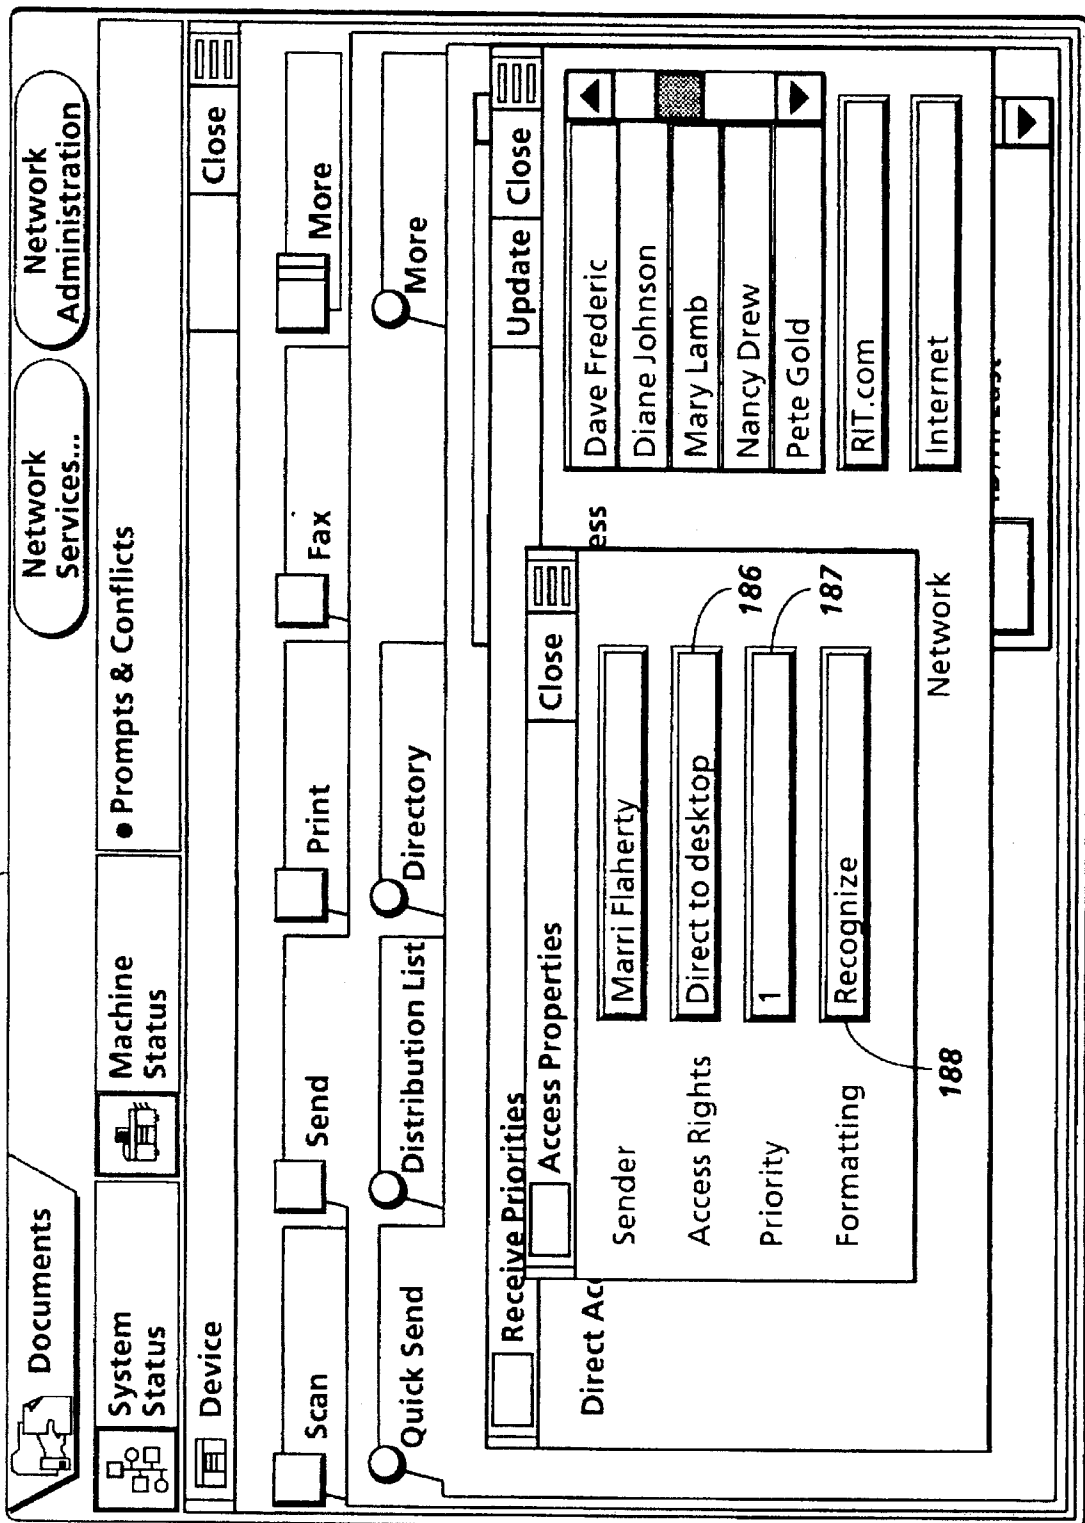 Documents
Network
Services...
Network
Administration
System
Status
Machine
Status
● Prompts & Conflicts
Device
Close
Scan
Send
Print
Fax
More
Quick Send
Distribution List
Directory
More
Receive Priorities
Update
Close
Access Properties
Close
Direct Acc
ess
Sender
Marri Flaherty
Access Rights
Direct to desktop
186
Priority
1
187
Formatting
Recognize
188
Dave Frederic
Diane Johnson
Mary Lamb
Nancy Drew
Pete Gold
RIT.com
Network
Internet